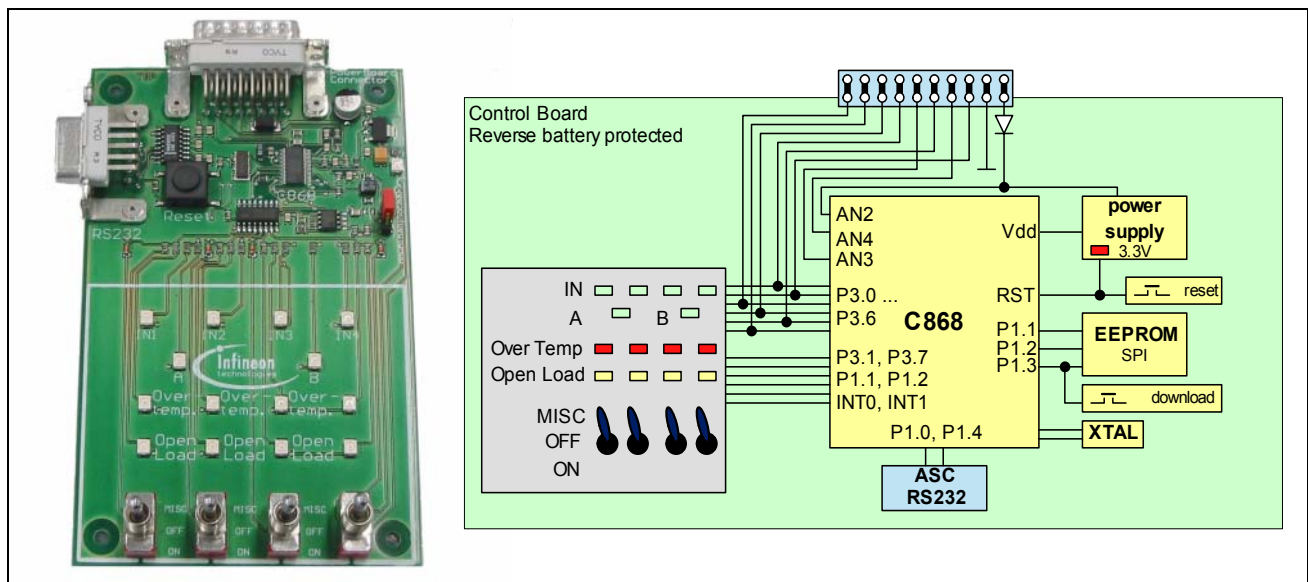 TYCO
R9
PowerBoard
Connector
TYCO
R3
C868
Reset
RS232
IN1 IN2 IN3 IN4
A B
Infineon
technologies
Over- Over- Over-
temp. temp. temp.
Open Open Open
Load Load Load
MISC MISC MISC
OFF OFF OFF
ON ON ON
Control Board
Reverse battery protected
AN2
AN4
AN3
Vdd
power
supply
3.3V
IN
A B
Over Temp
Open Load
MISC
OFF
ON
P3.0 ...
P3.6
C868
P3.1, P3.7
P1.1, P1.2
INT0, INT1
P1.0, P1.4
RST
reset
P1.1
P1.2
P1.3
EEPROM
SPI
download
XTAL
ASC
RS232